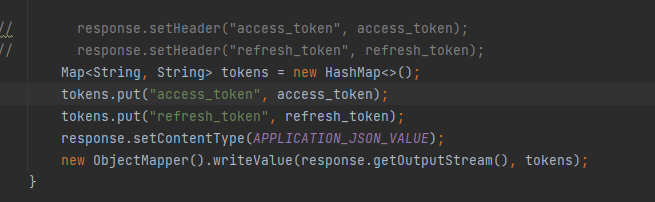 //        response.setHeader("access_token", access_token);
//        response.setHeader("refresh_token", refresh_token);
Map<String, String> tokens = new HashMap<>();
tokens.put("access_token", access_token);
tokens.put("refresh_token", refresh_token);
response.setContentType(APPLICATION_JSON_VALUE);
new ObjectMapper().writeValue(response.getOutputStream(), tokens);
}